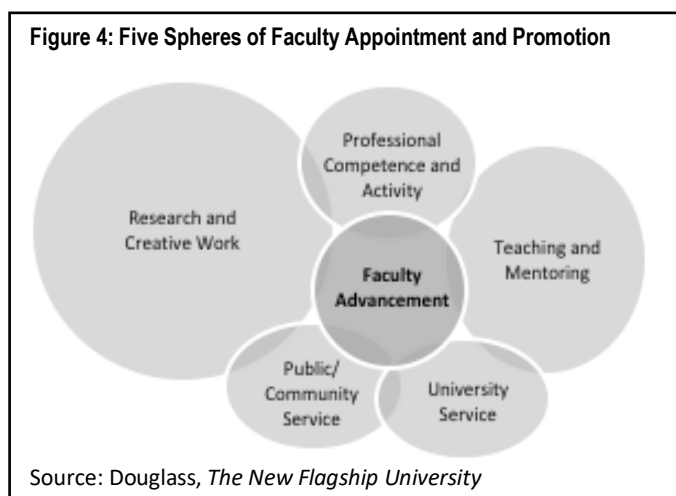 Figure 4: Five Spheres of Faculty Appointment and Promotion
Professional
Competence and
Activity
Research and
Creative Work
Teaching and
Mentoring
Faculty
Advancement
Public/
Community
Service
University
Service
Source: Douglass, The New Flagship University